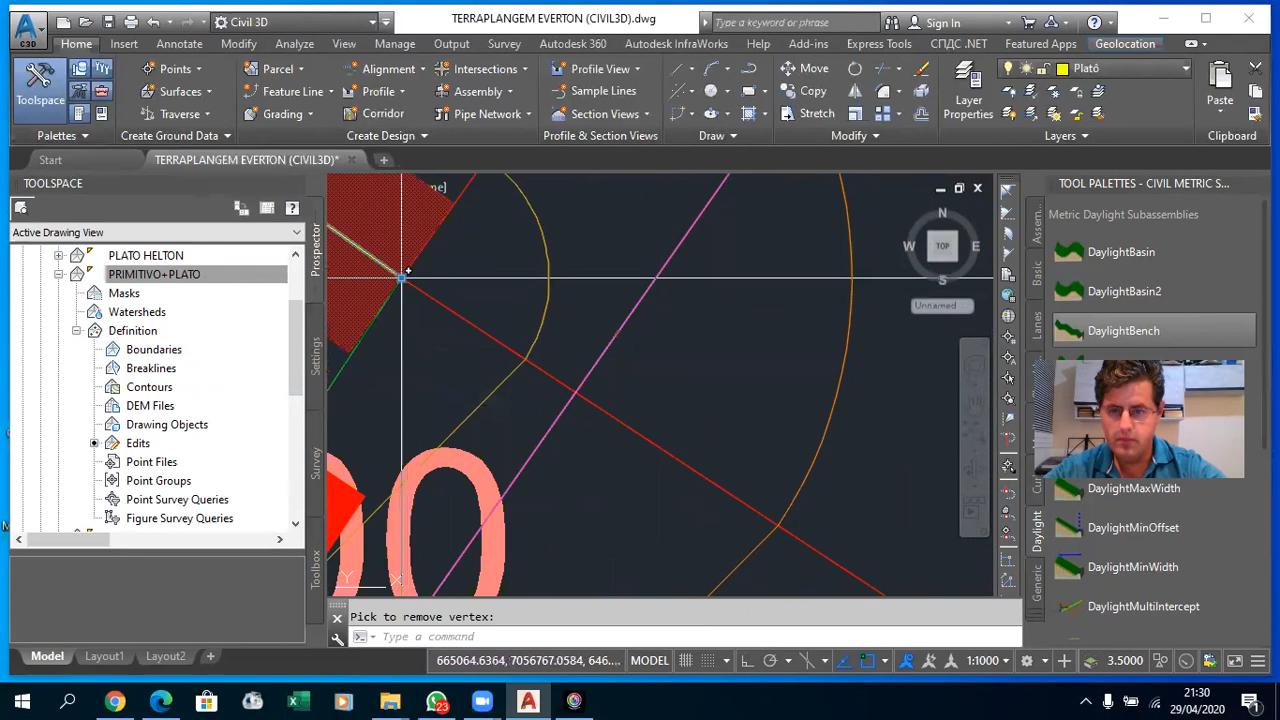 C3D
Civil 3D
TERRAPLANGEM EVERTON (CIVIL3D).dwg
Type a keyword or phrase
Sign In
Home Insert Annotate Modify Analyze View Manage Output Survey Autodesk 360 Autodesk InfraWorks Help Add-ins Express Tools СПДС .NET Featured Apps Geolocation
Toolspace
Points
Surfaces
Traverse
Parcel
Feature Line
Grading
Alignment
Profile
Corridor
Intersections
Assembly
Pipe Network
Profile View
Sample Lines
Section Views
Move
Copy
Stretch
Layer
Properties
Platô
Paste
Palettes Create Ground Data Create Design Profile & Section Views Draw Modify Layers Clipboard
Start TERRAPLANGEM EVERTON (CIVIL3D)*
TOOLSPACE
Active Drawing View
PLATO HELTON
PRIMITIVO+PLATO
Masks
Watersheds
Definition
Boundaries
Breaklines
Contours
DEM Files
Drawing Objects
Edits
Point Files
Point Groups
Point Survey Queries
Figure Survey Queries
Prospector
Settings
Survey
Toolbox
me]
N
W TOP E
S
Unnamed
Y X
TOOL PALETTES - CIVIL METRIC S...
Metric Daylight Subassemblies
DaylightBasin
DaylightBasin2
DaylightBench
DaylightMaxWidth
DaylightMinOffset
DaylightMinWidth
DaylightMultiIntercept
Assem...
Basic
Lanes
Daylight
Generic
Pick to remove vertex:
Type a command
Model Layout1 Layout2
665064.6364, 7056767.0584, 646.... MODEL 1:1000 3.5000
23
21:30
29/04/2020